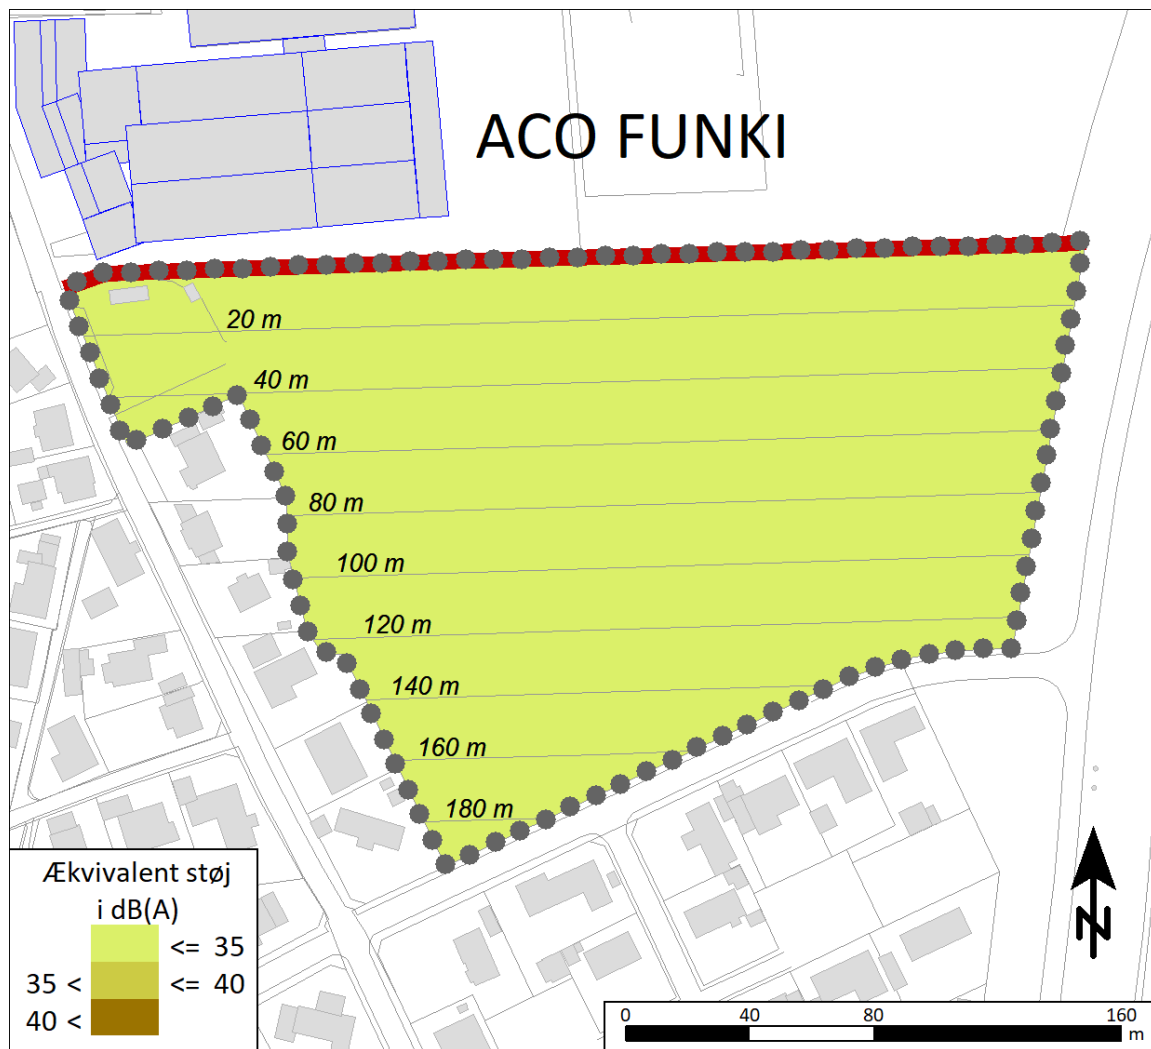 ACO FUNKI
20 m
40 m
60 m
80 m
100 m
120 m
140 m
160 m
180 m
Ækvivalent støj
i dB(A)
<= 35
35 < <= 40
40 <
N
0 40 80 160
m